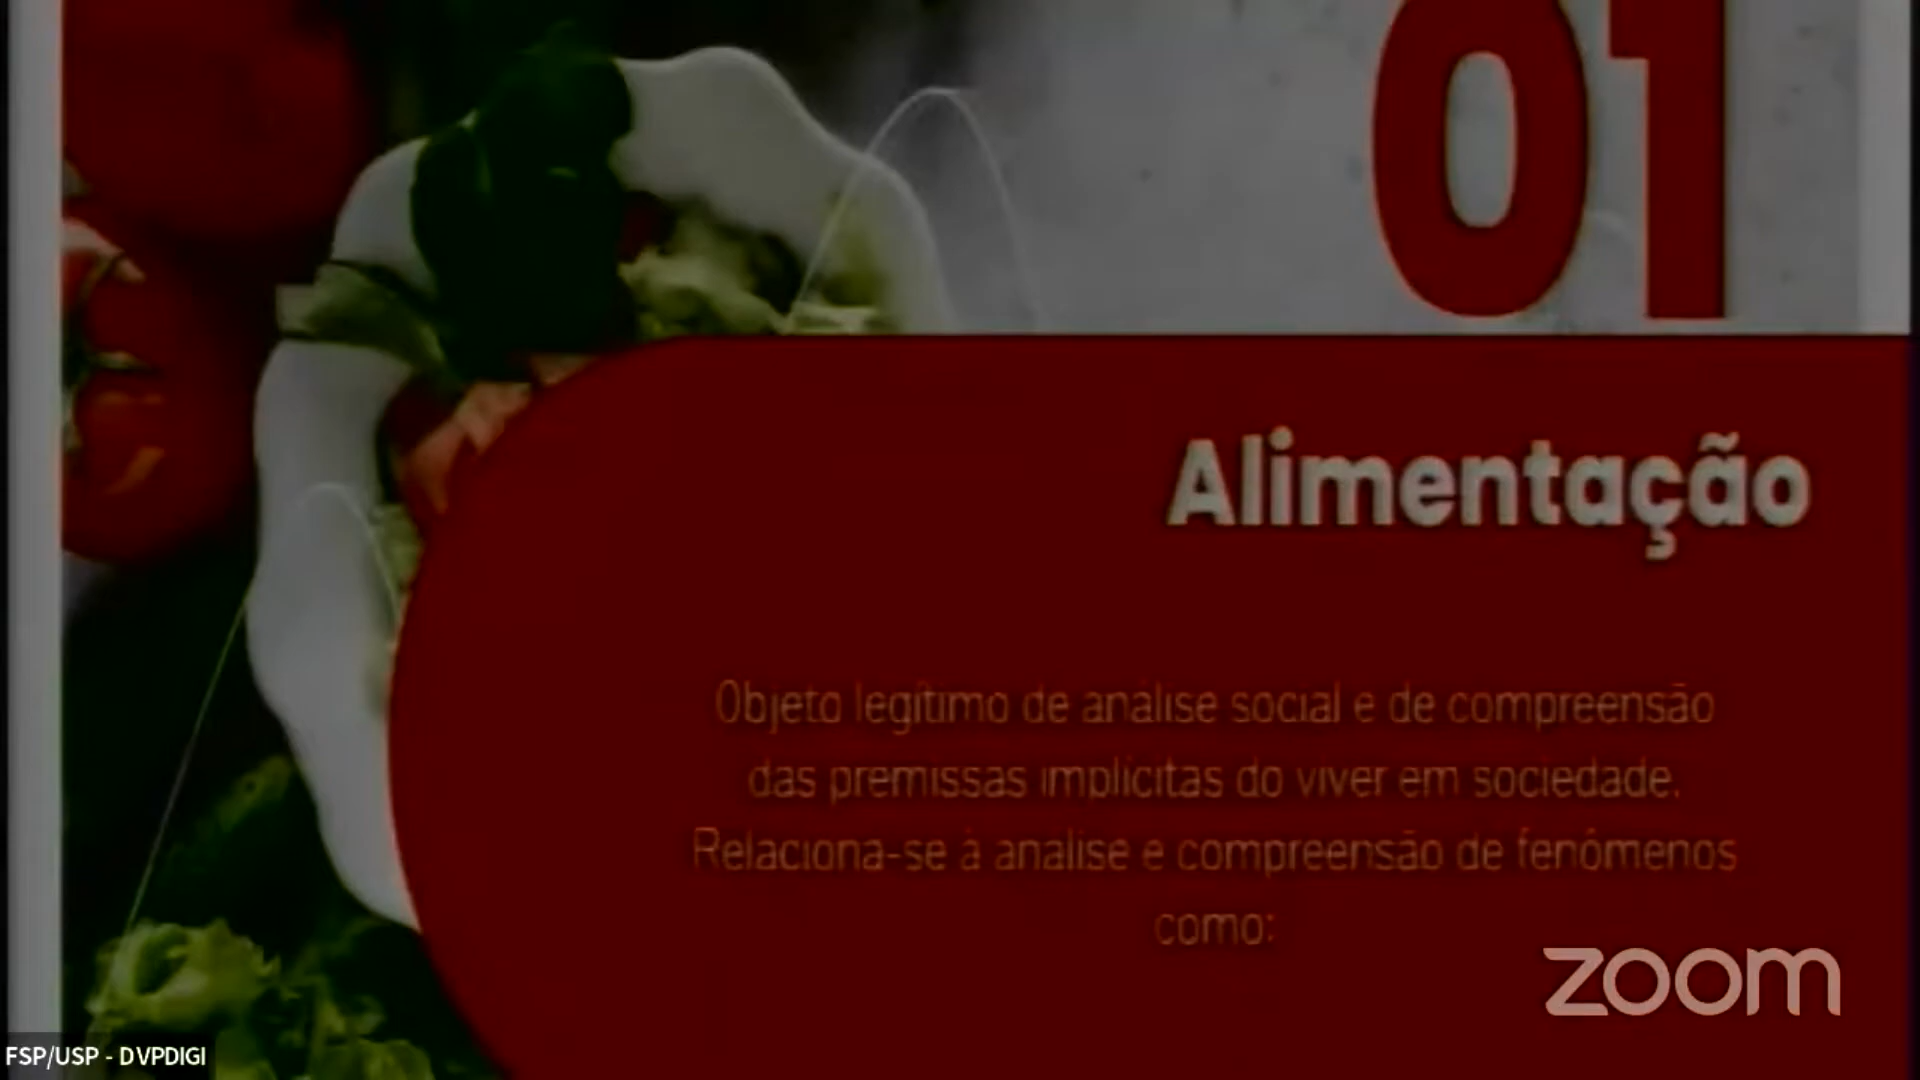 01
Alimentação
Objeto legítimo de análise social e de compreensão
das premissas implícitas do viver em sociedade.
Relaciona-se à análise e compreensão de fenômenos
como:
zoom
FSP/USP - DVPDIGI